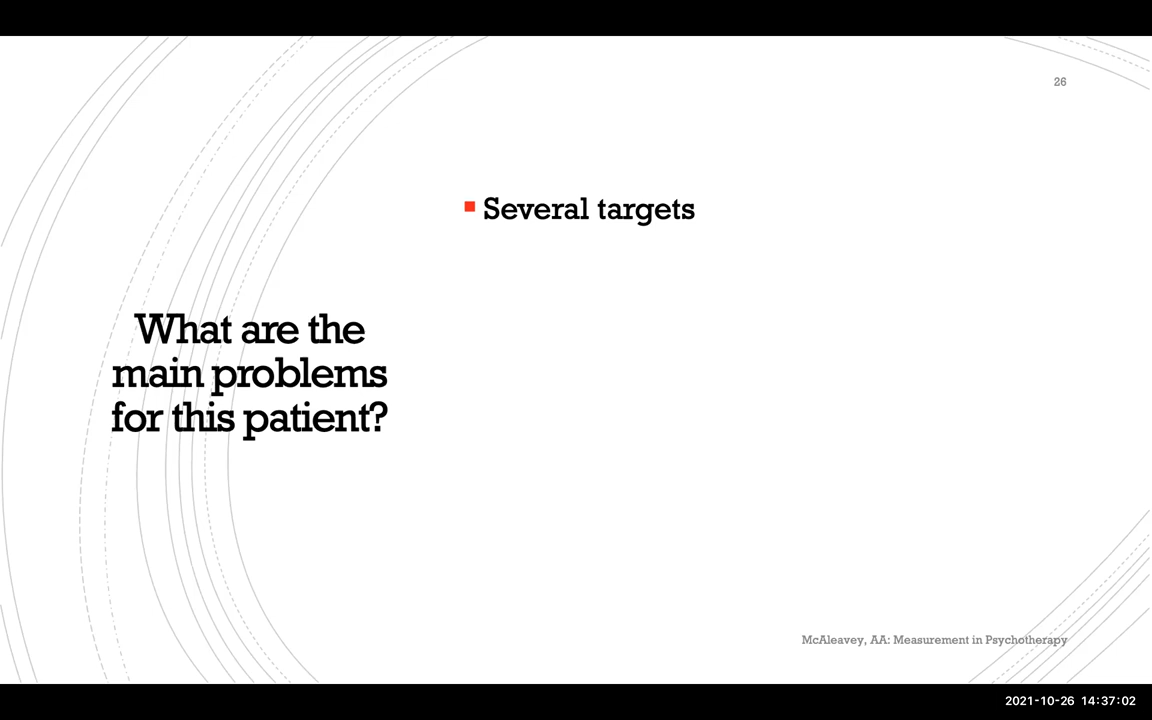 26
Several targets
What are the
main problems
for this patient?
McAleavey, AA: Measurement in Psychotherapy
2021-10-26 14:37:02